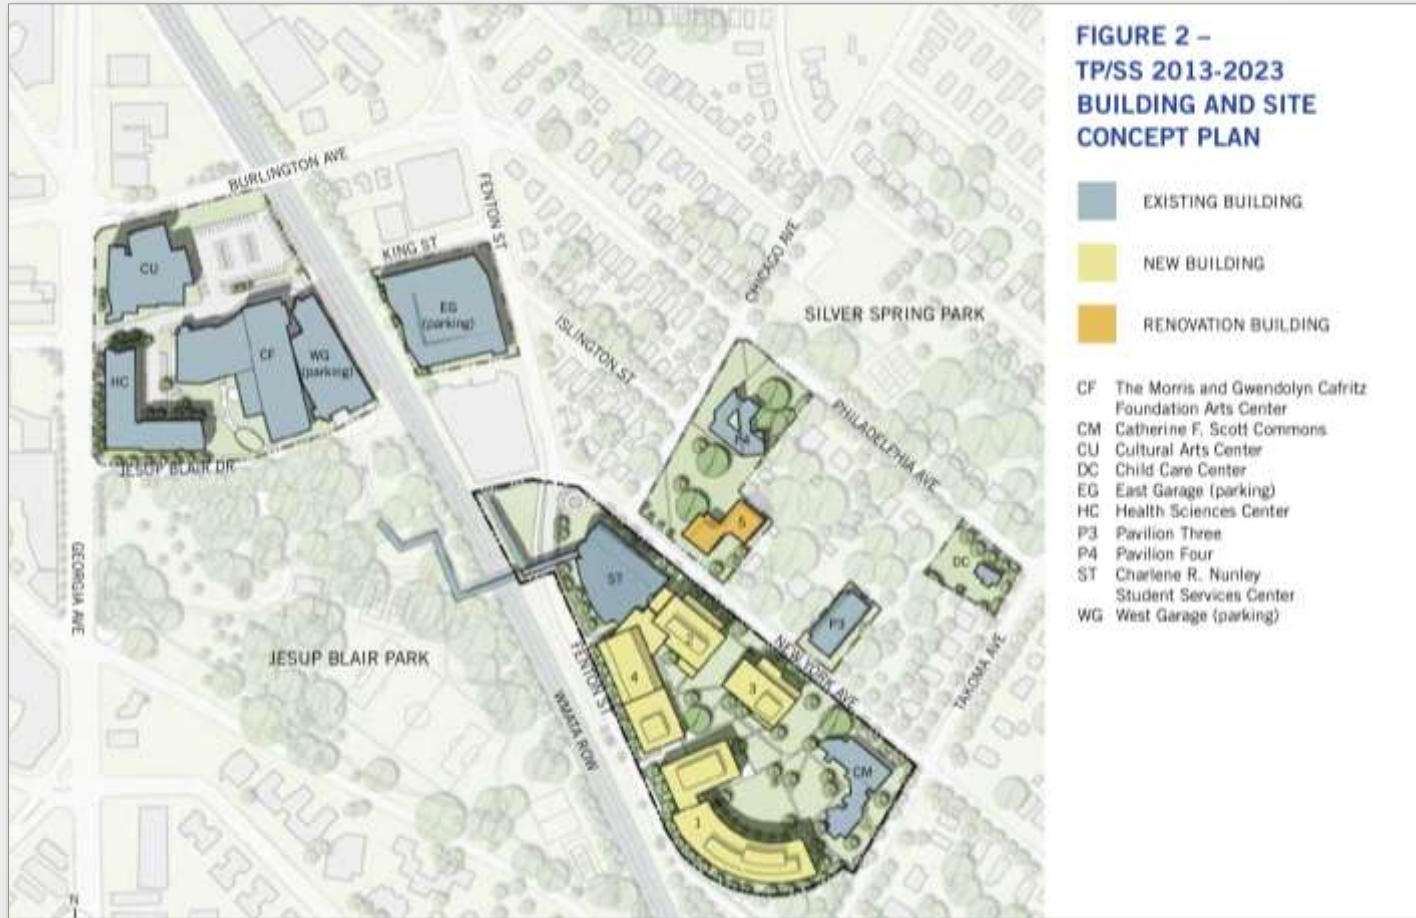 FIGURE 2 –
TP/SS 2013-2023
BUILDING AND SITE
CONCEPT PLAN
EXISTING BUILDING
NEW BUILDING
RENOVATION BUILDING
CF The Morris and Gwendolyn Cafritz
Foundation Arts Center
CM Catherine F. Scott Commons
CU Cultural Arts Center
DC Child Care Center
EG East Garage (parking)
HC Health Sciences Center
P3 Pavilion Three
P4 Pavilion Four
ST Charlene R. Nunley
Student Services Center
WG West Garage (parking)
BURLINGTON AVE
FENTON ST
KING ST
CHICAGO AVE
CU
EG
(parking)
SILVER SPRING PARK
ISLINGTON ST
CF
WG
(parking)
HC
PHILADELPHIA AVE
P4
JESUP BLAIR DR
5
GEORGIA AVE
DC
ST
P3
2
JESUP BLAIR PARK
FENTON ST
4
3
NEW YORK AVE
TAKOMA AVE
WMATA ROW
CM
1
N